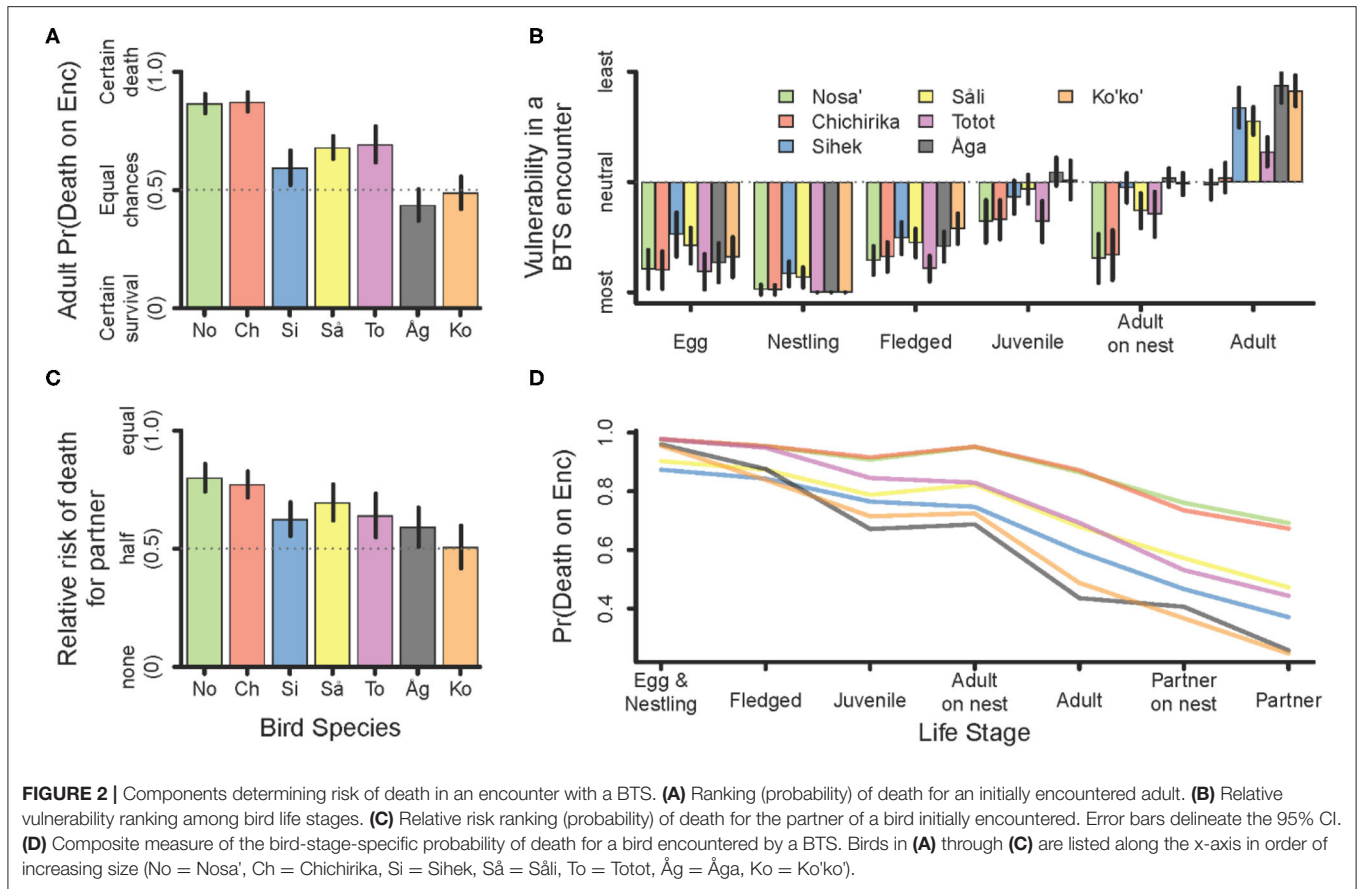 A
Adult Pr(Death on Enc)
Certain death (1.0)
Equal chances (0.5)
Certain survival (0)
No Ch Si Så To Åg Ko
B
Vulnerability in a BTS encounter
least
neutral
most
Nosa'
Chichirika
Sihek
Såli
Totot
Åga
Ko'ko'
Egg Nestling Fledged Juvenile Adult on nest Adult
C
Relative risk of death for partner
equal (1.0)
half (0.5)
none (0)
No Ch Si Så To Åg Ko
Bird Species
D
Pr(Death on Enc)
1.0
0.8
0.6
0.4
Egg & Nestling Fledged Juvenile Adult on nest Adult Partner on nest Partner
Life Stage
FIGURE 2 | Components determining risk of death in an encounter with a BTS. (A) Ranking (probability) of death for an initially encountered adult. (B) Relative
vulnerability ranking among bird life stages. (C) Relative risk ranking (probability) of death for the partner of a bird initially encountered. Error bars delineate the 95% CI.
(D) Composite measure of the bird-stage-specific probability of death for a bird encountered by a BTS. Birds in (A) through (C) are listed along the x-axis in order of
increasing size (No = Nosa', Ch = Chichirika, Si = Sihek, Så = Såli, To = Totot, Åg = Åga, Ko = Ko'ko').